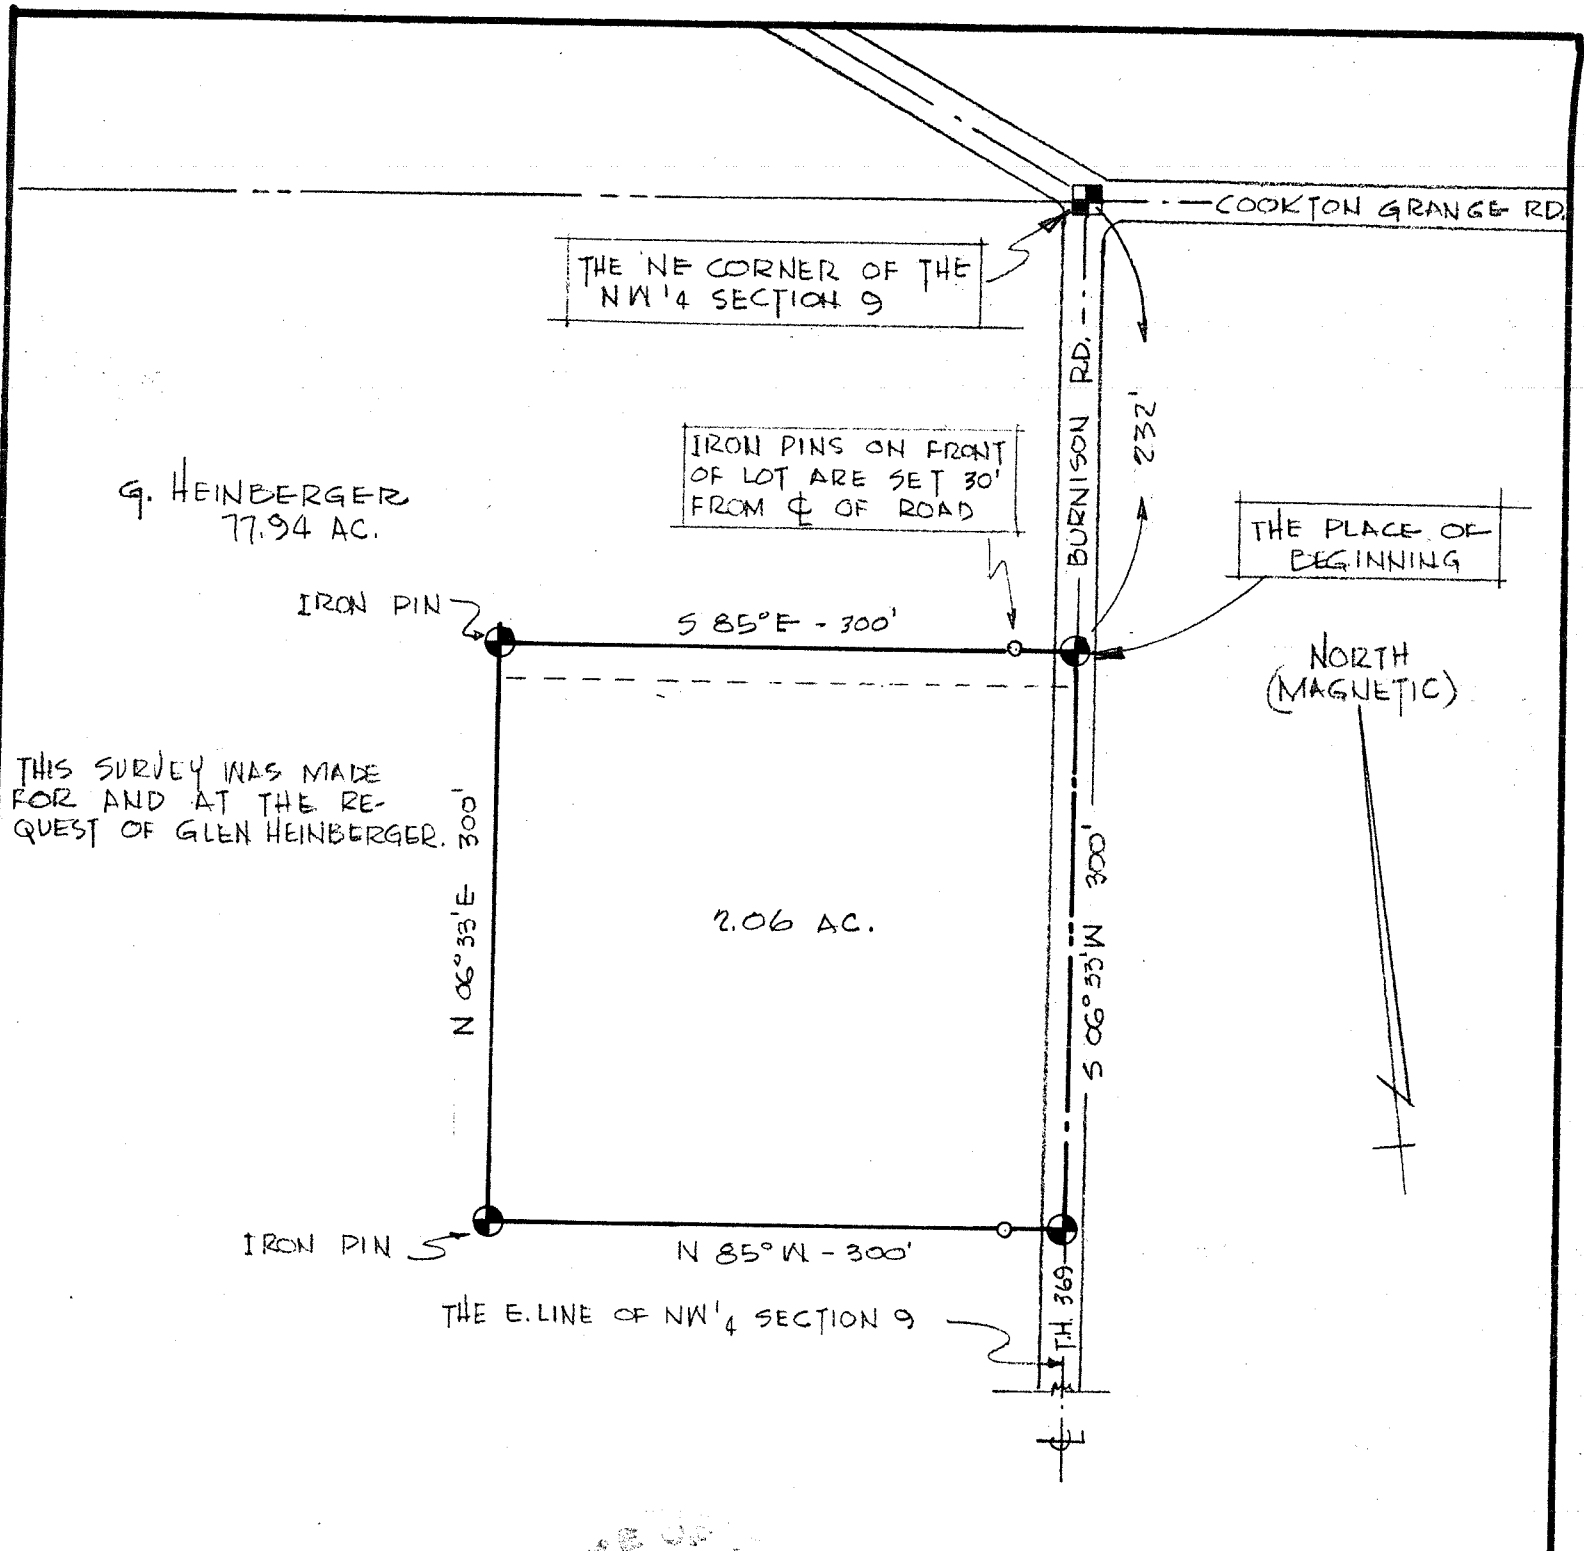 COOKTON GRANGE RD.
THE NE CORNER OF THE
NW 1/4 SECTION 9
BURNISON RD.
232'
IRON PINS ON FRONT
OF LOT ARE SET 30'
FROM ℄ OF ROAD
G. HEINBERGER
77.94 AC.
THE PLACE OF
BEGINNING
IRON PIN
S 85°E - 300'
NORTH
(MAGNETIC)
THIS SURVEY WAS MADE
FOR AND AT THE RE-
QUEST OF GLEN HEINBERGER.
N 06°33'E 300'
2.06 AC.
S 06°33'W 300'
IRON PIN
N 85°W - 300'
T.H. 369
THE E. LINE OF NW 1/4 SECTION 9